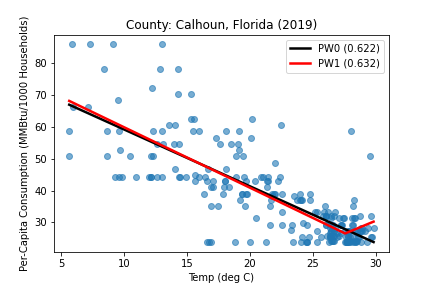 County: Calhoun, Florida (2019)
Per-Capita Consumption (MMBtu/1000 Households)
80
70
60
50
40
30
PW0 (0.622)
PW1 (0.632)
5 10 15 20 25 30
Temp (deg C)